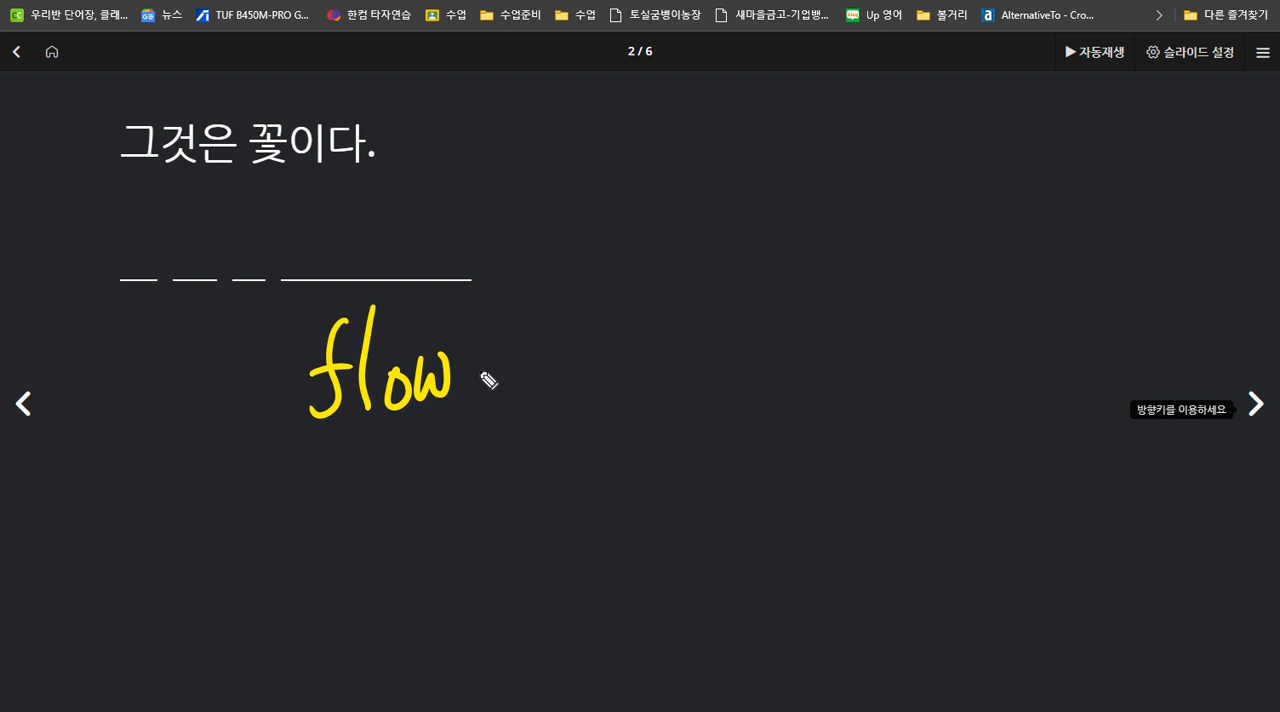 우리반 단어장, 클래... 뉴스 TUF B450M-PRO G... 한컴 타자연습 수업 수업준비 수업 토실굼벵이농장 새마을금고-기업뱅... Up 영어 볼거리 AlternativeTo - Cro... 다른 즐겨찾기
2 / 6 자동재생 슬라이드 설정
그것은 꽃이다.
flow
방향키를 이용하세요